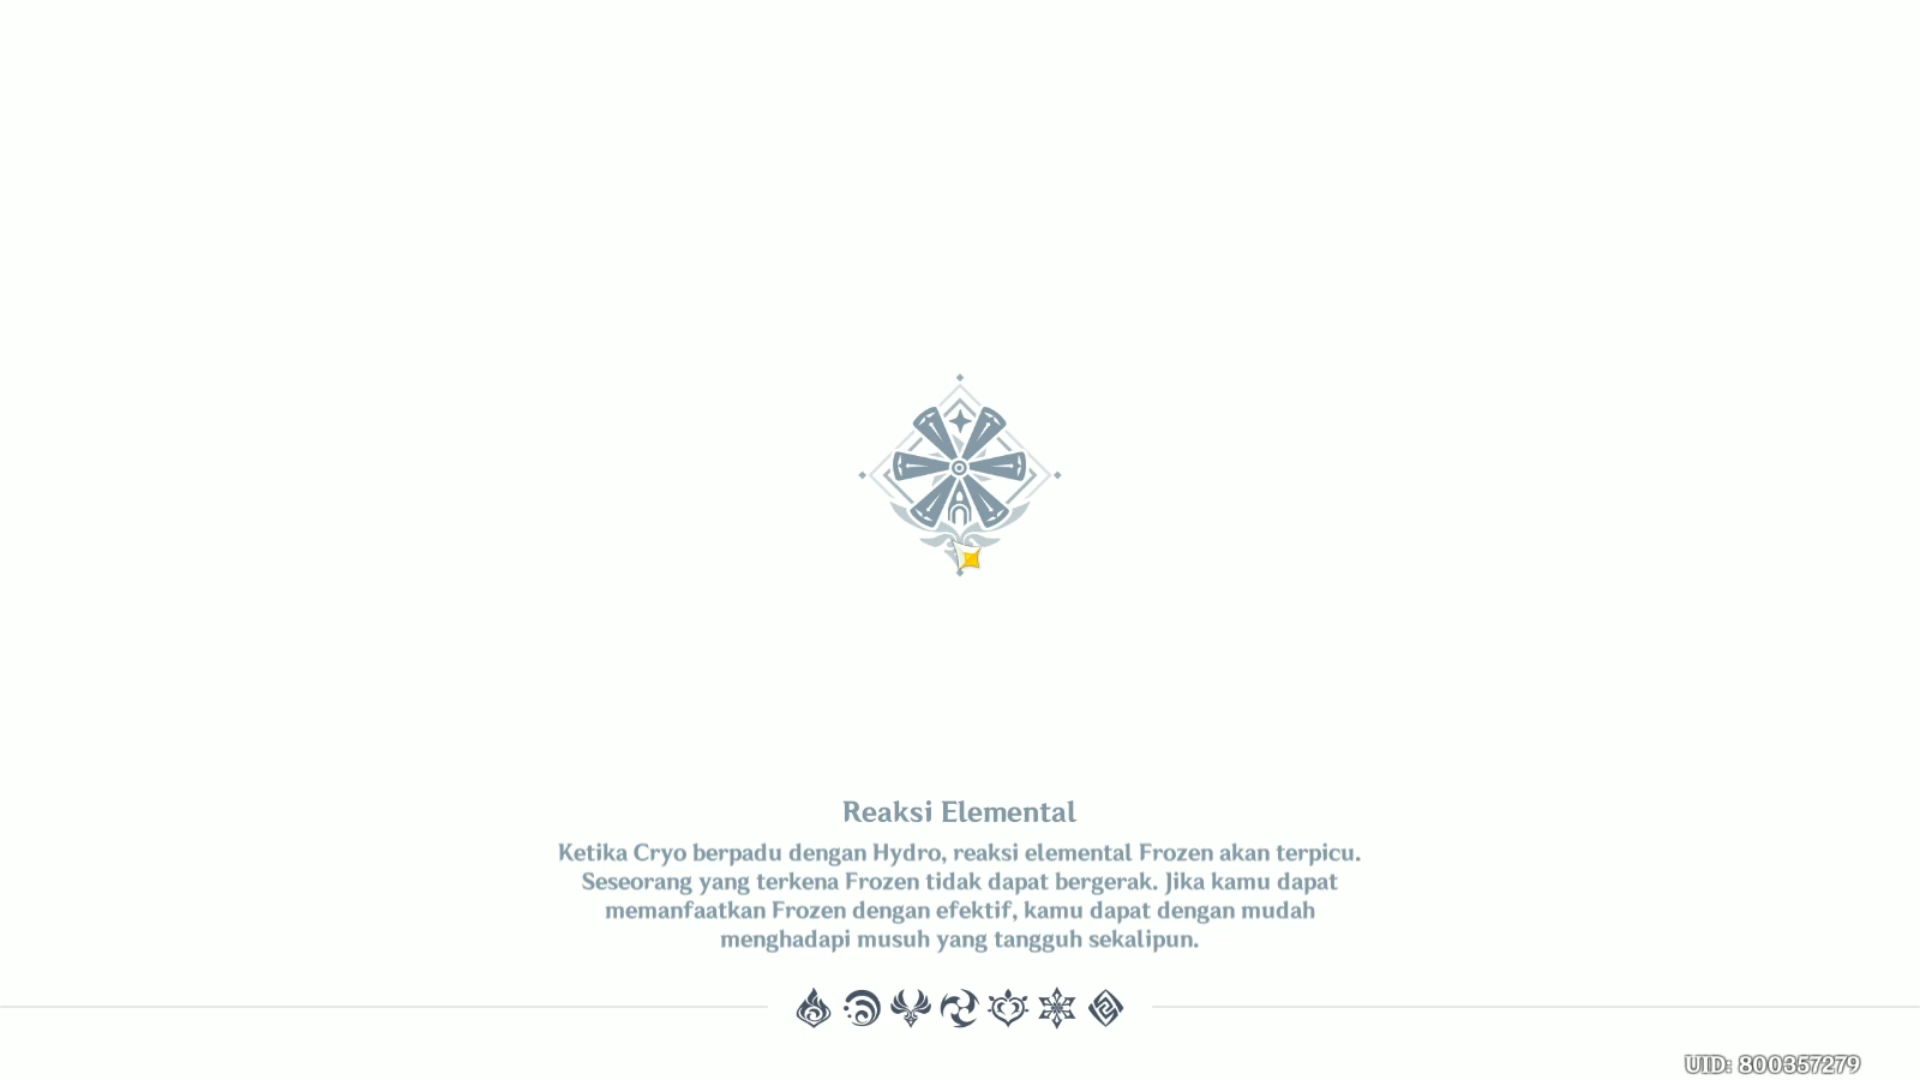 Reaksi Elemental
Ketika Cryo berpadu dengan Hydro, reaksi elemental Frozen akan terpicu.
Seseorang yang terkena Frozen tidak dapat bergerak. Jika kamu dapat
memanfaatkan Frozen dengan efektif, kamu dapat dengan mudah
menghadapi musuh yang tangguh sekalipun.
UID: 800357279